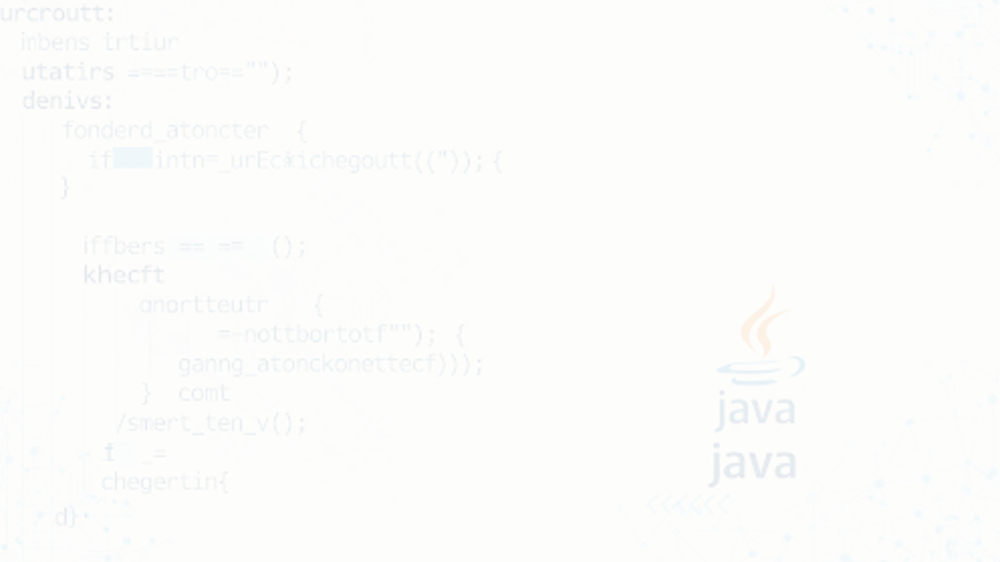 urcroutt:
mbens irtiur
utatirs ====tro=="");
denivs:
fonderd_atoncter {
if intn=_urEc*ichegoutt((")); {
}
iffbers == == ();
khecft
anortteutr {
=-nottbortotf""); {
ganng_atonckonettecf)));
} comt
/smert_ten_v();
f _=
chegertin{
d}
java
java
<<<<<<